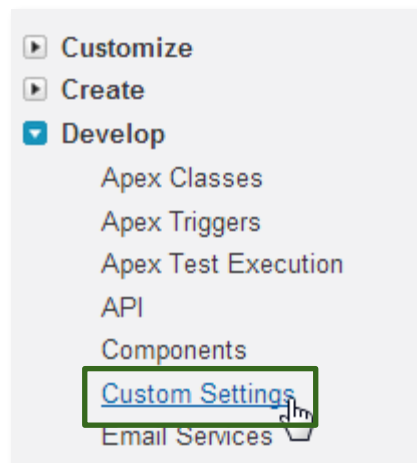 Customize
Create
Develop
Apex Classes
Apex Triggers
Apex Test Execution
API
Components
Custom Settings
Email Services